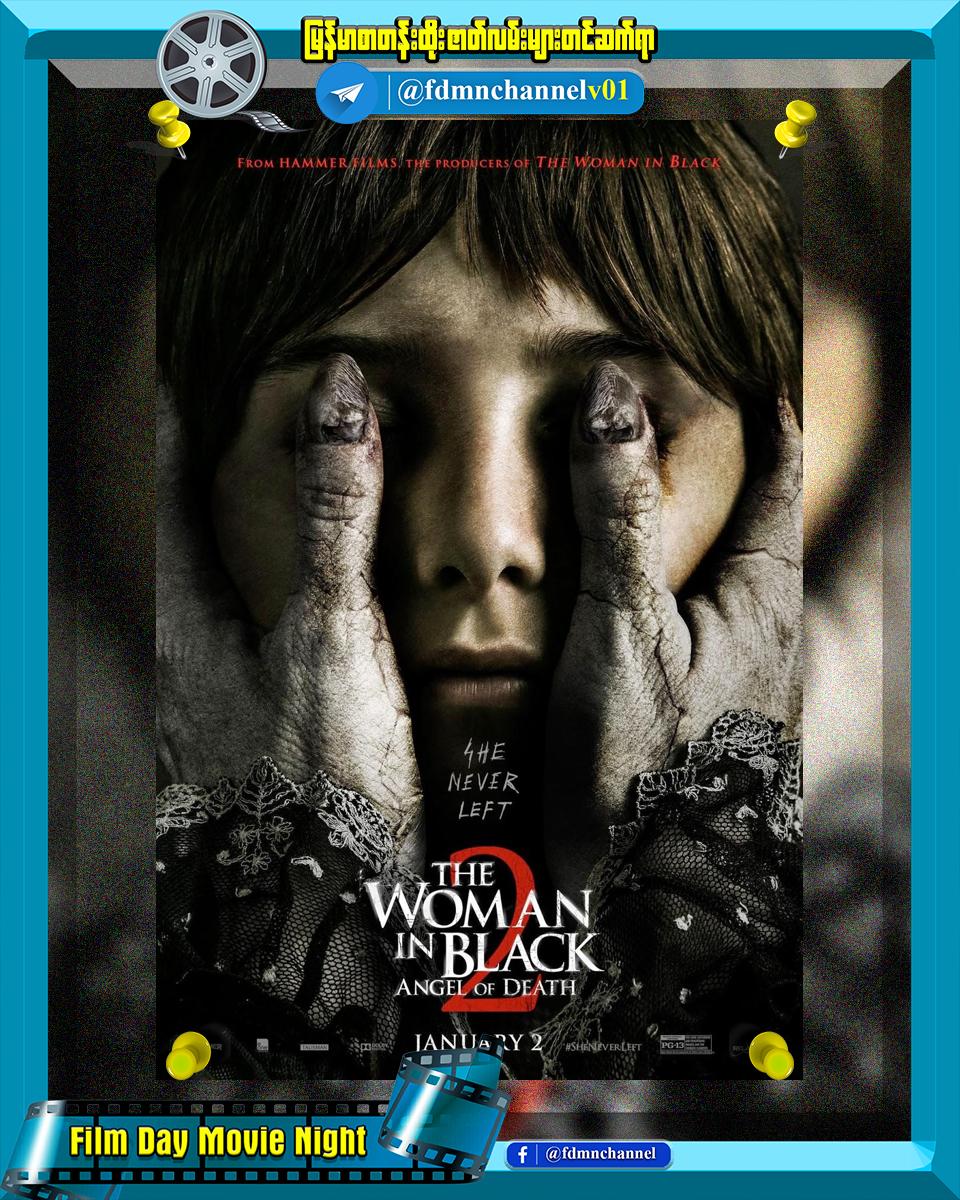 မြန်မာစာတန်းထိုးဇာတ်လမ်းများတင်ဆက်ရာ
@fdmnchannelv01
FROM HAMMER FILMS, THE PRODUCERS OF THE WOMAN IN BLACK
SHE
NEVER
LEFT
2
THE
WOMAN
IN BLACK
ANGEL OF DEATH
JANUARY 2
TALISMAN
DOLBY
#SHENEVERLEFT
PG-13
Film Day Movie Night
f
@fdmnchannel